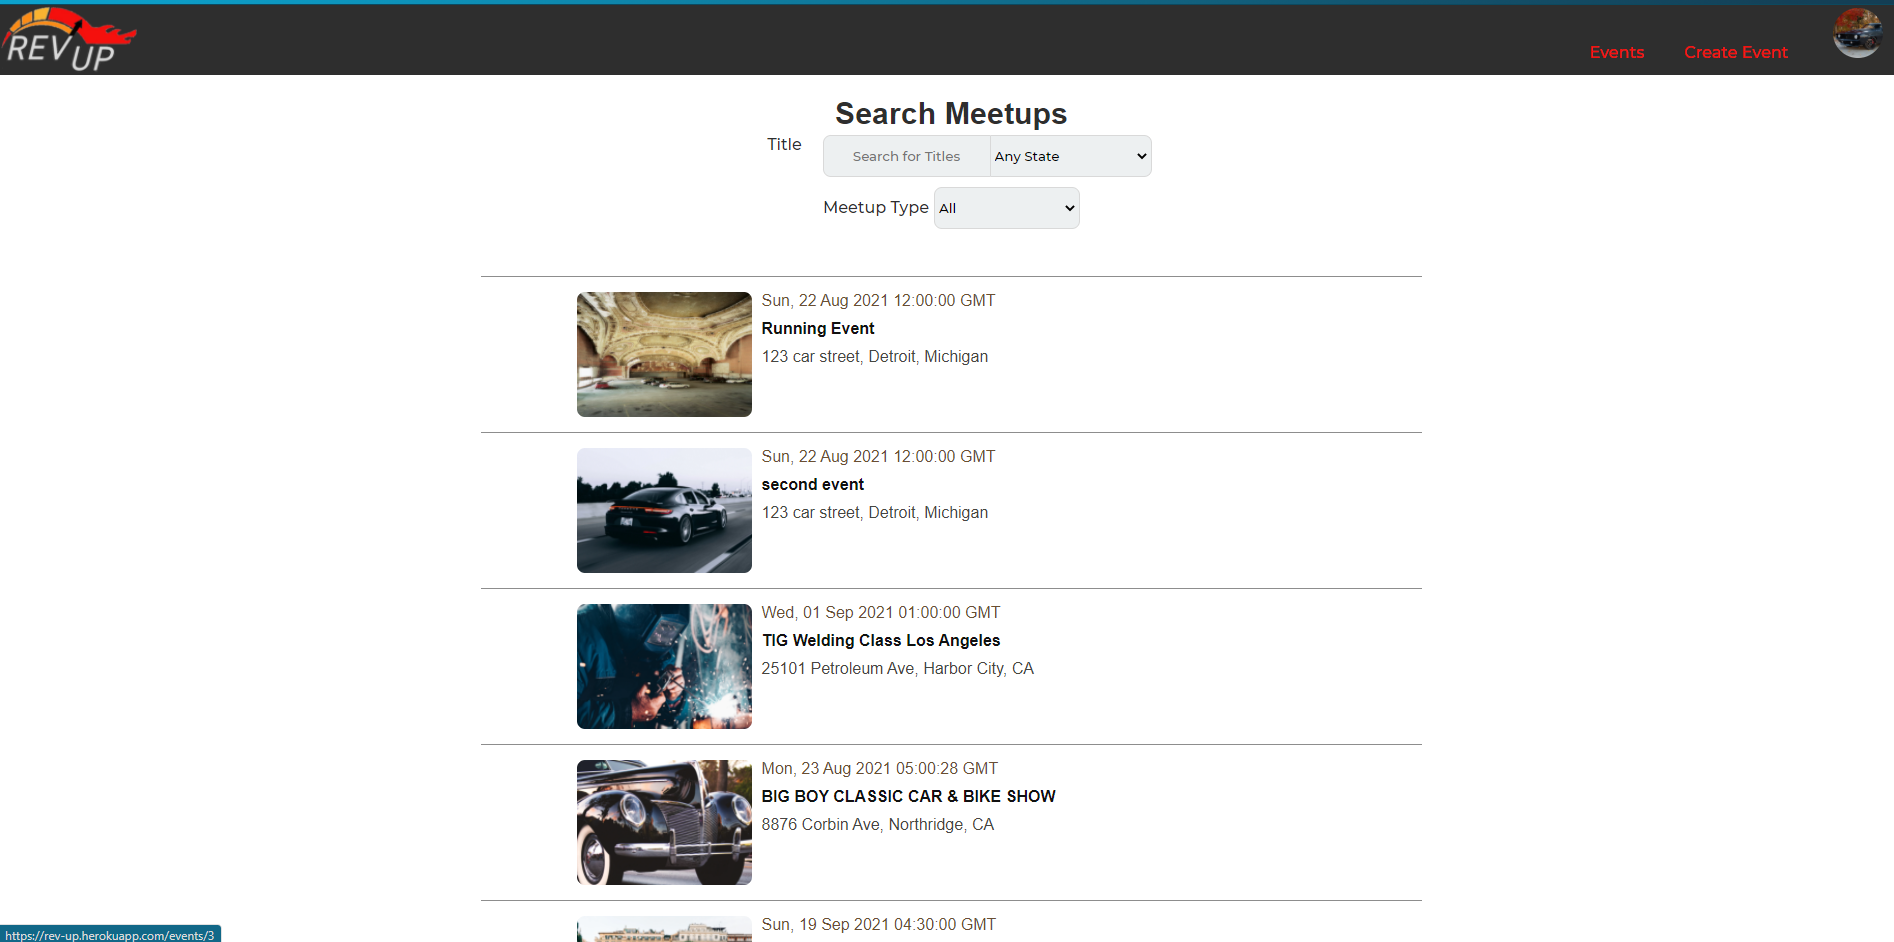 REV UP
Events Create Event
Search Meetups
Title Search for Titles Any State
Meetup Type All
Sun, 22 Aug 2021 12:00:00 GMT
Running Event
123 car street, Detroit, Michigan
Sun, 22 Aug 2021 12:00:00 GMT
second event
123 car street, Detroit, Michigan
Wed, 01 Sep 2021 01:00:00 GMT
TIG Welding Class Los Angeles
25101 Petroleum Ave, Harbor City, CA
Mon, 23 Aug 2021 05:00:28 GMT
BIG BOY CLASSIC CAR & BIKE SHOW
8876 Corbin Ave, Northridge, CA
Sun, 19 Sep 2021 04:30:00 GMT
https://rev-up.herokuapp.com/events/3